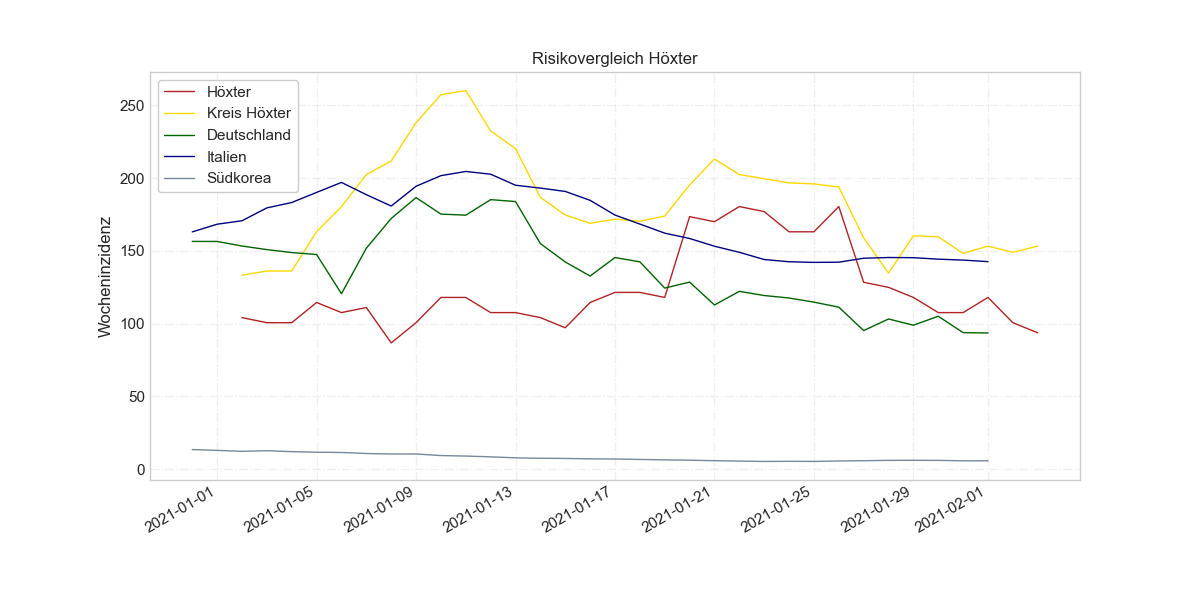 Risikovergleich Höxter
Höxter
Kreis Höxter
Deutschland
Italien
Südkorea
Wocheninzidenz
250
200
150
100
50
0
2021-01-01
2021-01-05
2021-01-09
2021-01-13
2021-01-17
2021-01-21
2021-01-25
2021-01-29
2021-02-01